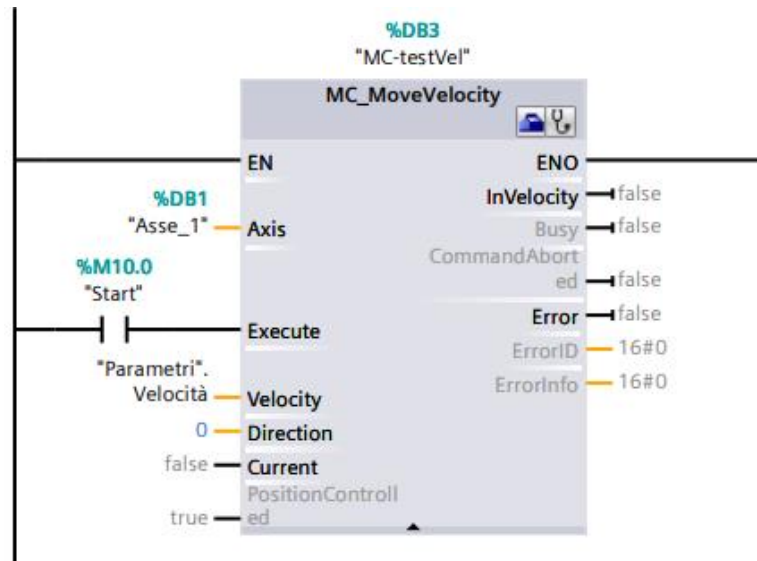 %DB3
"MC-testVel"
MC_MoveVelocity
EN
ENO
%DB1
"Asse_1"
Axis
InVelocity
false
Busy
false
CommandAbort
ed
false
%M10.0
"Start"
Execute
Error
false
ErrorID
16#0
ErrorInfo
16#0
"Parametri".
Velocità
Velocity
0
Direction
false
Current
PositionControll
true
ed